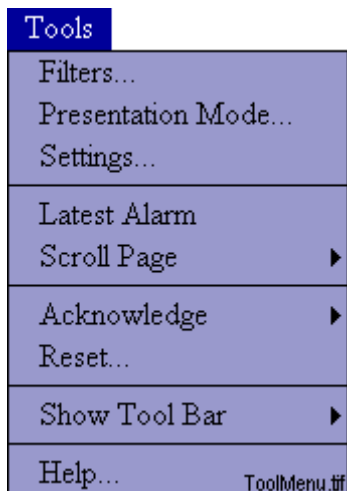 Tools
Filters...
Presentation Mode...
Settings...
Latest Alarm
Scroll Page
Acknowledge
Reset...
Show Tool Bar
Help...
ToolMenu.tif